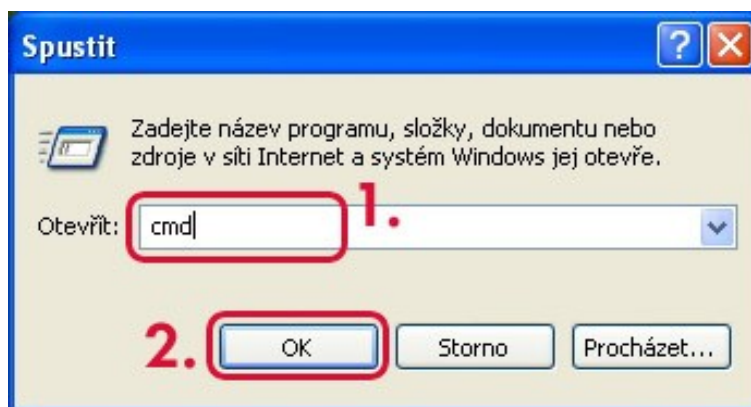 Spustit
Zadejte název programu, složky, dokumentu nebo
zdroje v síti Internet a systém Windows jej otevře.
Otevřít: cmd 1.
2. OK Storno Procházet...